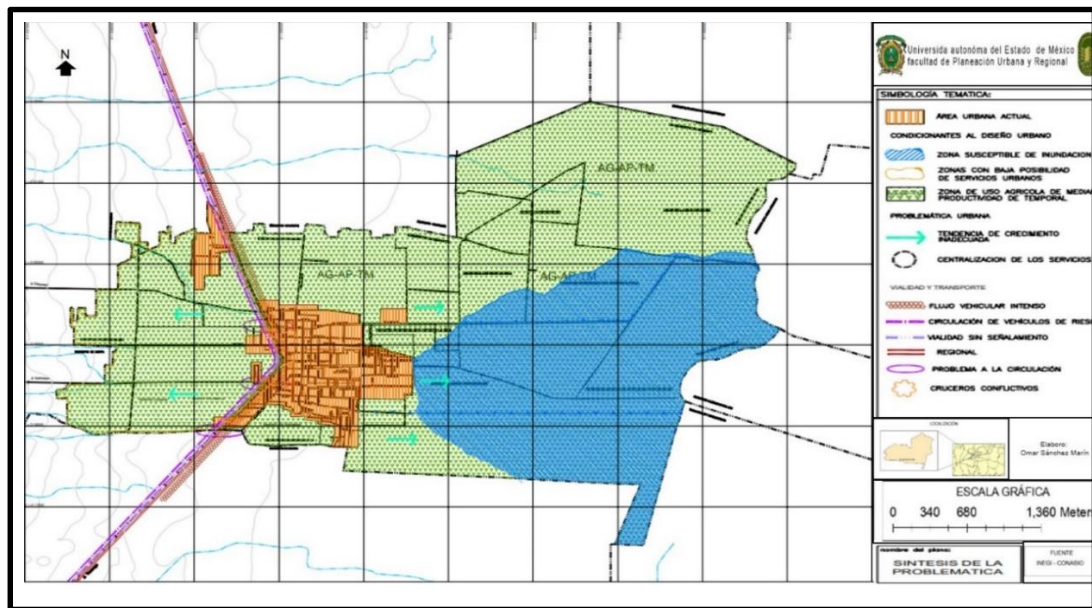 N
AG-AP-TM
AG-AP-TM
AG-AP
Universida autonóma del Estado de México
facultad de Planeación Urbana y Regional
SIMBOLOGÍA TEMATICA:
ÁREA URBANA ACTUAL
CONDICIONANTES AL DISEÑO URBANO
ZONA SUSCEPTIBLE DE INUNDACION
ZONAS CON BAJA POSIBILIDAD
DE SERVICIOS URBANOS
ZONA DE USO AGRICOLA DE MEDIA
PRODUCTIVIDAD DE TEMPORAL
PROBLEMÁTICA URBANA
TENDENCIA DE CRECIMIENTO
INADECUADA
CENTRALIZACION DE LOS SERVICIOS
VIALIDAD Y TRANSPORTE
FLUJO VEHICULAR INTENSO
CIRCULACIÓN DE VEHÍCULOS DE RIES
VIALIDAD SIN SEÑALAMIENTO
REGIONAL
PROBLEMA A LA CIRCULACIÓN
CRUCEROS CONFLICTIVOS
LOCALIZACIÓN
Elaboro:
Omar Sánchez Marín
ESCALA GRÁFICA
0 340 680 1,360 Meter
nombre del plano:
SINTESIS DE LA
PROBLEMATICA
FUENTE
INEGI - CONABIO